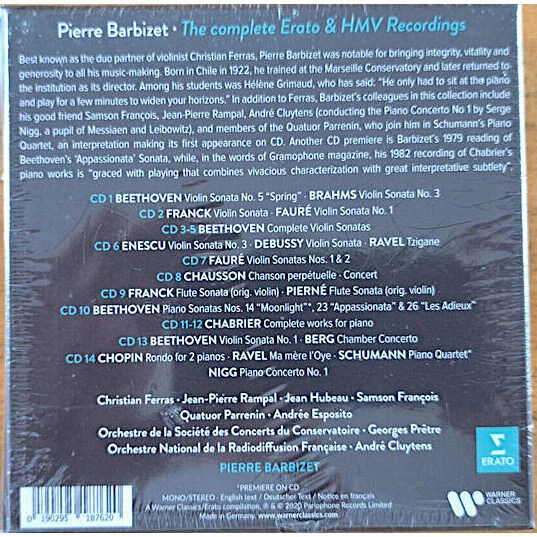 Pierre Barbizet · The complete Erato & HMV Recordings
Best known as the duo partner of violinist Christian Ferras, Pierre Barbizet was notable for bringing integrity, vitality and
generosity to all his music-making. Born in Chile in 1922, he trained at the Marseille Conservatory and later returned to
the institution as its director. Among his students was Hélène Grimaud, who has said: "He only had to sit at the piano
and play for a few minutes to widen your horizons." In addition to Ferras, Barbizet's colleagues in this collection include
his good friend Samson François, Jean-Pierre Rampal, André Cluytens (conducting the Piano Concerto No 1 by Serge
Nigg, a pupil of Messiaen and Leibowitz), and members of the Quatuor Parrenin, who join him in Schumann's Piano
Quartet, an interpretation making its first appearance on CD. Another CD premiere is Barbizet's 1979 reading of
Beethoven's 'Appassionata' Sonata, while, in the words of Gramophone magazine, his 1982 recording of Chabrier's
piano works is "graced with playing that combines vivacious characterization with great interpretative subtlety".
CD 1 BEETHOVEN Violin Sonata No. 5 "Spring" · BRAHMS Violin Sonata No. 3
CD 2 FRANCK Violin Sonata · FAURÉ Violin Sonata No. 1
CD 3-5 BEETHOVEN Complete Violin Sonatas
CD 6 ENESCU Violin Sonata No. 3 · DEBUSSY Violin Sonata · RAVEL Tzigane
CD 7 FAURÉ Violin Sonatas Nos. 1 & 2
CD 8 CHAUSSON Chanson perpétuelle · Concert
CD 9 FRANCK Flute Sonata (orig. violin) · PIERNÉ Flute Sonata (orig. violin)
CD 10 BEETHOVEN Piano Sonatas Nos. 14 "Moonlight"*, 23 "Appassionata" & 26 "Les Adieux"
CD 11-12 CHABRIER Complete works for piano
CD 13 BEETHOVEN Violin Sonata No. 1 · BERG Chamber Concerto
CD 14 CHOPIN Rondo for 2 pianos · RAVEL Ma mère l'Oye · SCHUMANN Piano Quartet*
NIGG Piano Concerto No. 1
Christian Ferras · Jean-Pierre Rampal · Jean Hubeau · Samson François
Quatuor Parrenin · Andrée Esposito
Orchestre de la Société des Concerts du Conservatoire · Georges Prêtre
Orchestre National de la Radiodiffusion Française · André Cluytens
PIERRE BARBIZET
ERATO
*PREMIERE ON CD
MONO/STEREO · English text / Deutscher Text / Notice en français
A Warner Classics/Erato compilation, ℗ & © 2020 Parlophone Records Limited
Made in Germany. www.warnerclassics.com
WARNER
CLASSICS
0 190295 187620